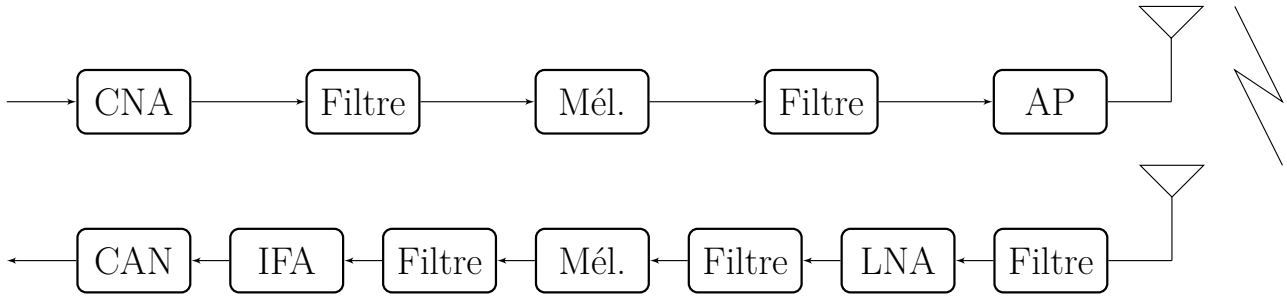 CNA Filtre Mél. Filtre AP
CAN IFA Filtre Mél. Filtre LNA Filtre